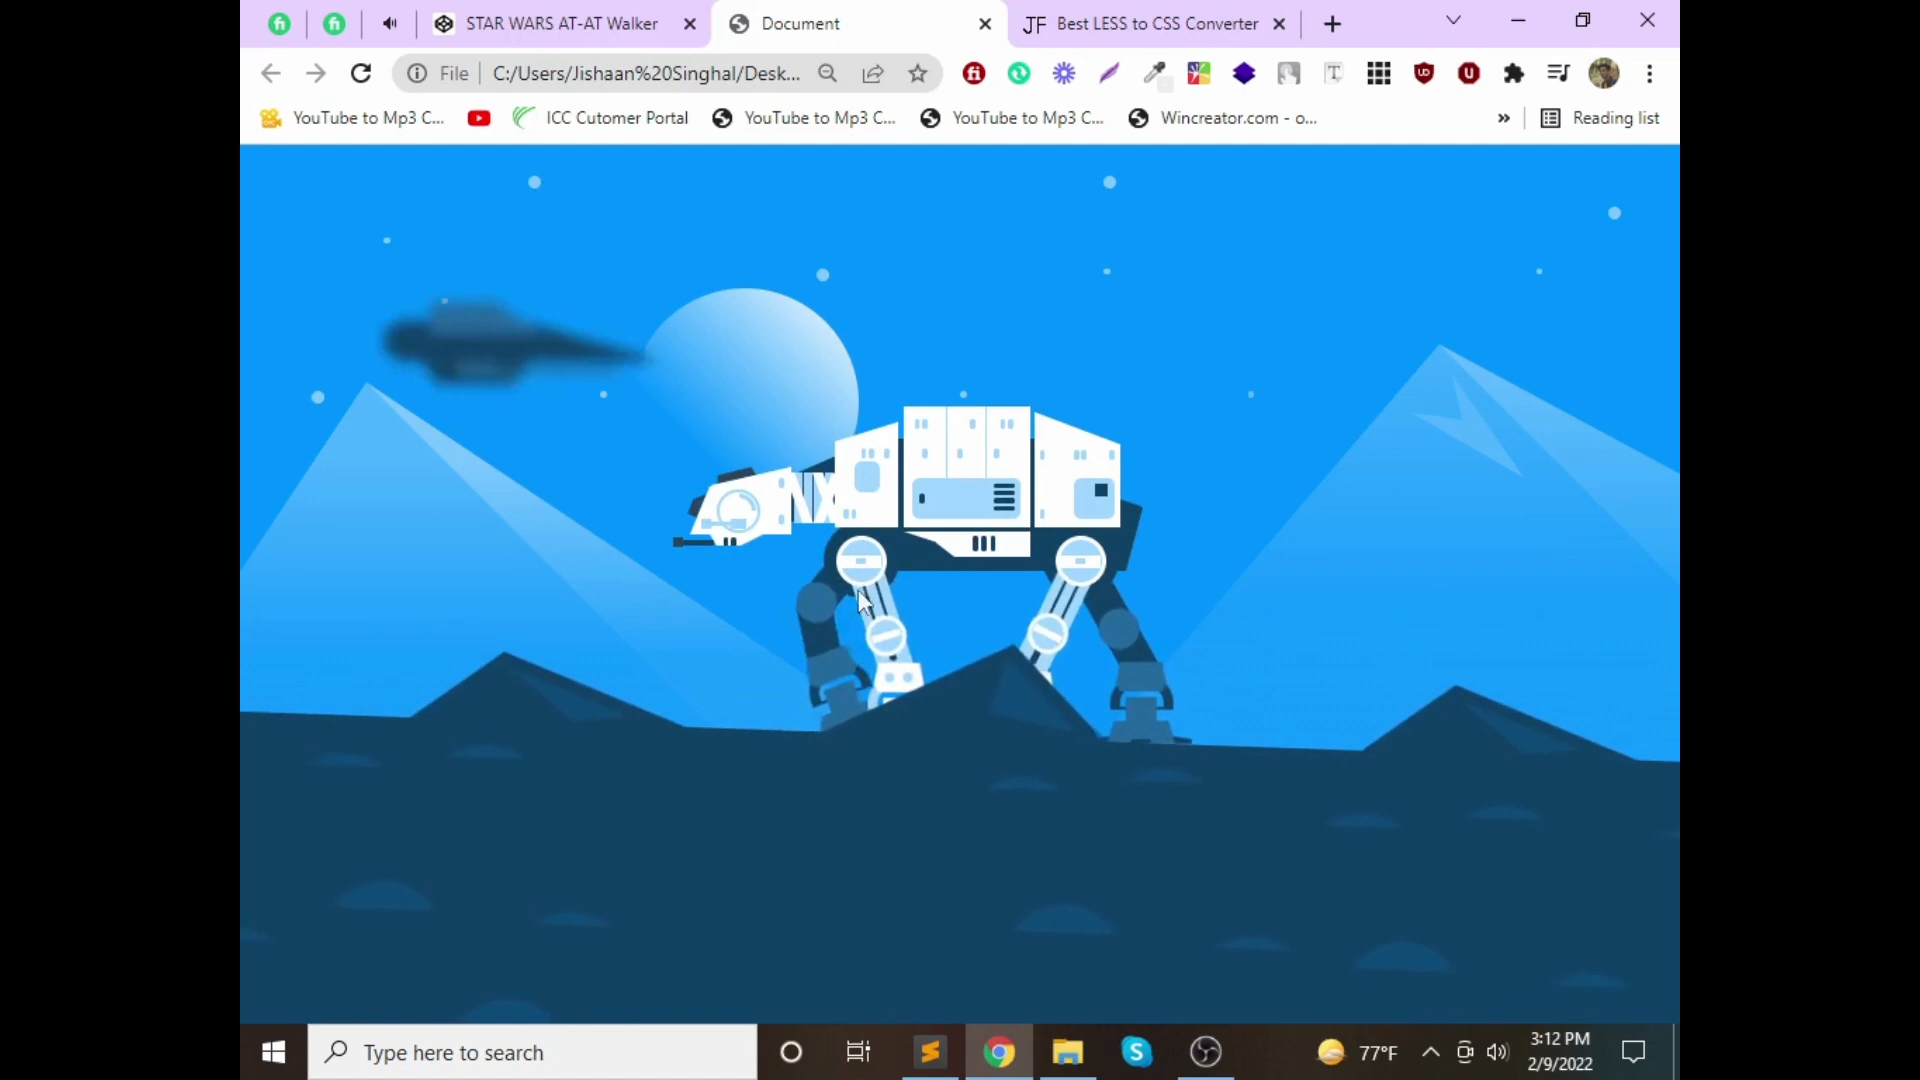 STAR WARS AT-AT Walker
Document
JF Best LESS to CSS Converter
File C:/Users/Jishaan%20Singhal/Desk...
YouTube to Mp3 C...
ICC Cutomer Portal
YouTube to Mp3 C...
YouTube to Mp3 C...
Wincreator.com - o...
»
Reading list
Type here to search
77°F
3:12 PM
2/9/2022